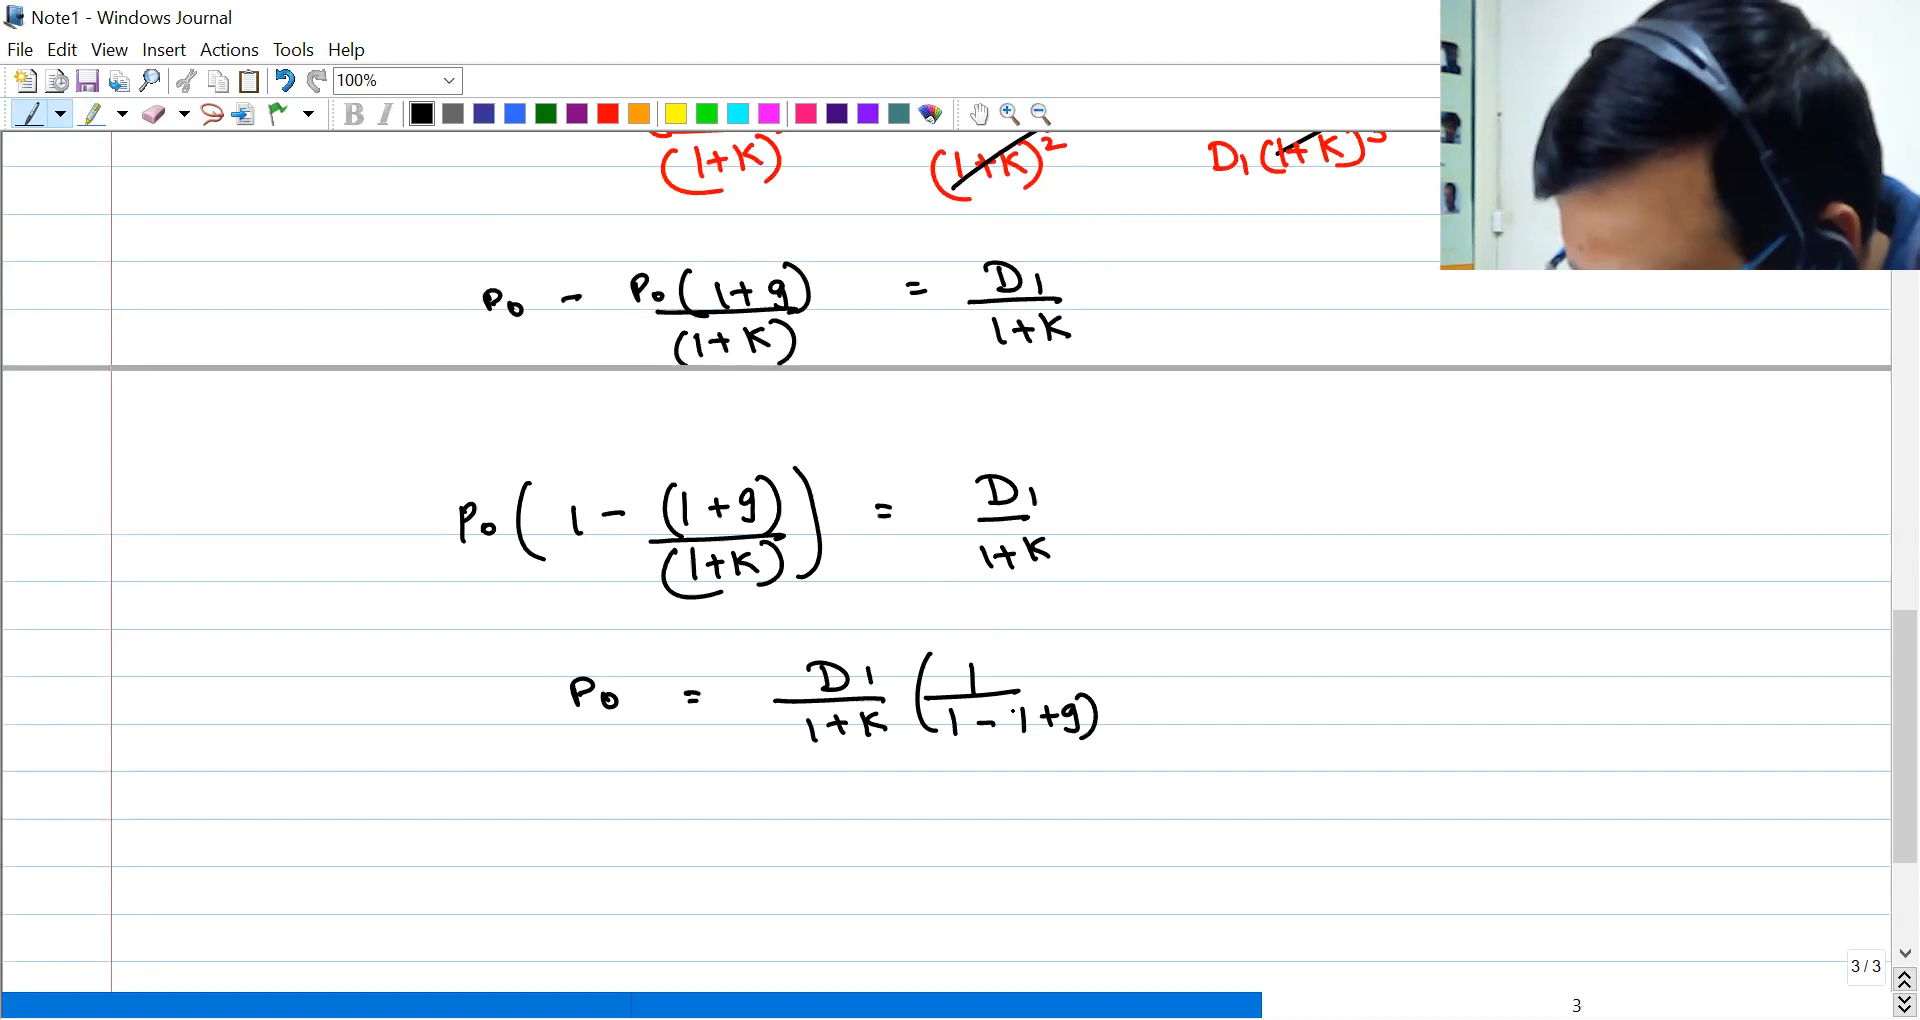 Note1 - Windows Journal
File Edit View Insert Actions Tools Help
100%
B I
(1+K) (1+K)² D1(1+K)
P0 - P0(1+g)/(1+K) = D1/1+K
P0(1 - (1+g)/(1+K)) = D1/1+K
P0 = D1/1+K (1/1-1+g)
3 / 3
3